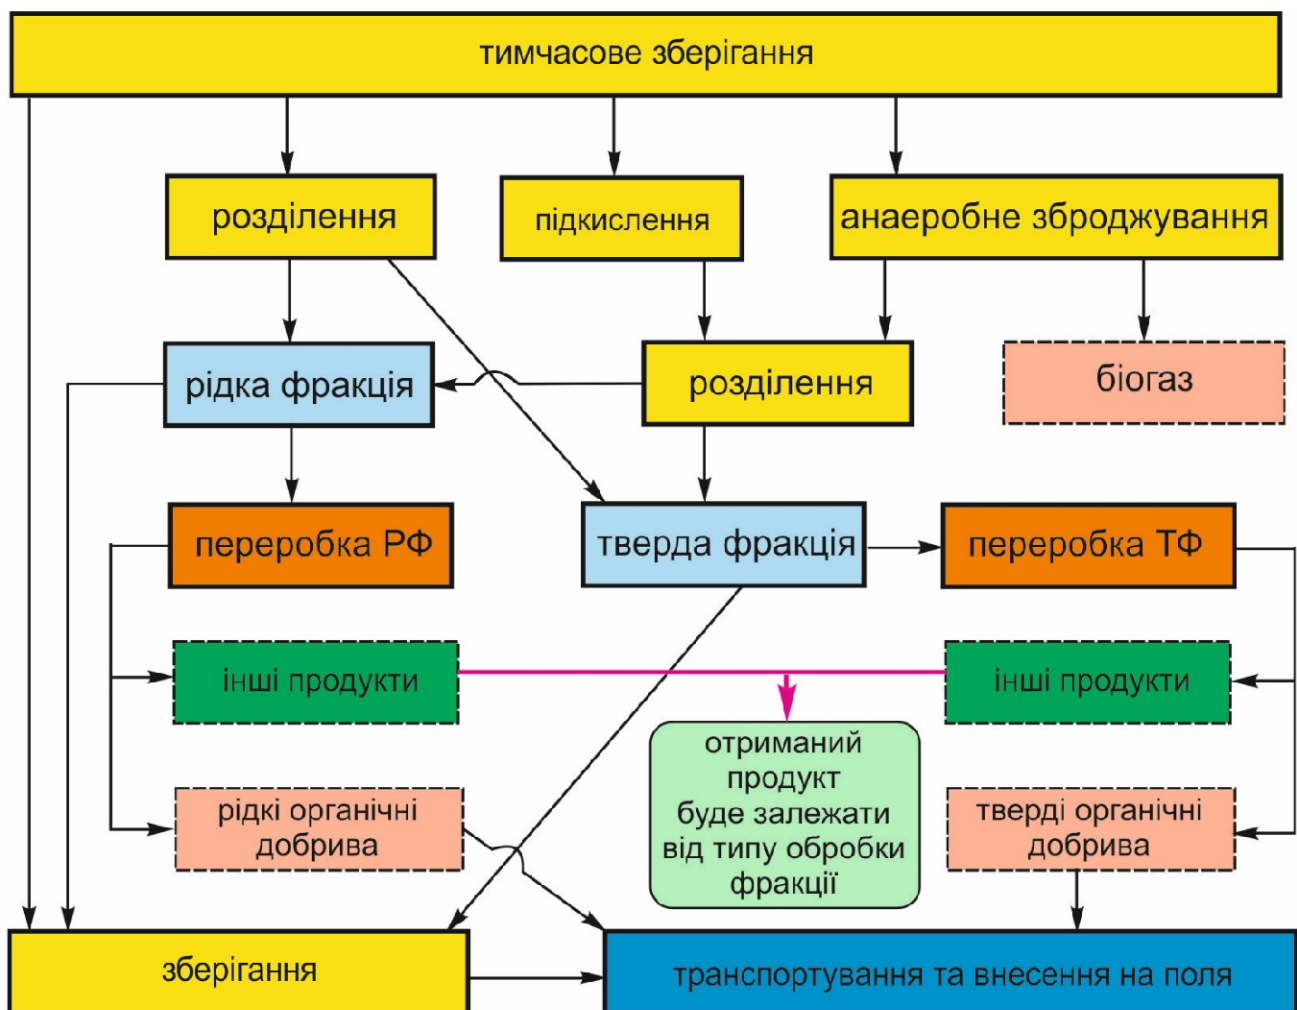 тимчасове зберігання
розділення
підкислення
анаеробне зброджування
рідка фракція
розділення
біогаз
переробка РФ
тверда фракція
переробка ТФ
інші продукти
інші продукти
отриманий
продукт
буде залежати
від типу обробки
фракції
рідкі органічні
добрива
тверді органічні
добрива
зберігання
транспортування та внесення на поля